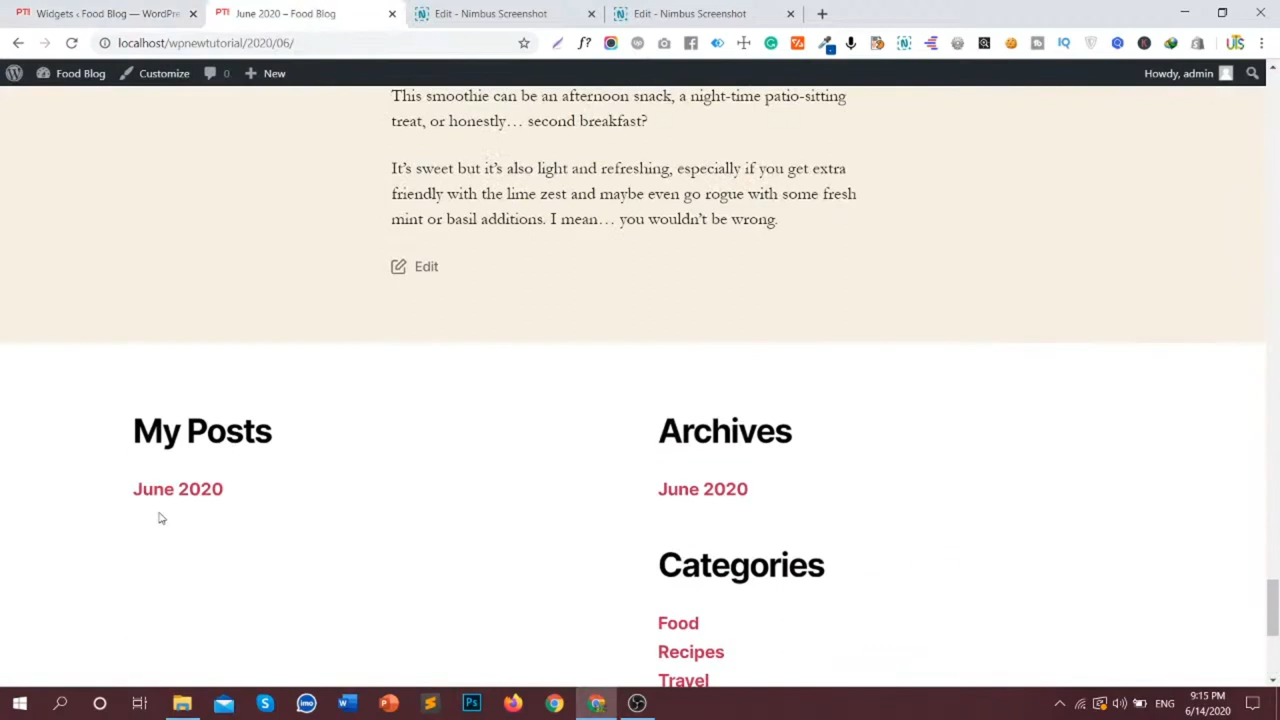 Widgets ‹ Food Blog — WordPre
June 2020 – Food Blog
Edit - Nimbus Screenshot
Edit - Nimbus Screenshot
localhost/wpnewtutorial/2020/06/
Food Blog
Customize
0
New
Howdy, admin
This smoothie can be an afternoon snack, a night-time patio-sitting
treat, or honestly… second breakfast?
It's sweet but it's also light and refreshing, especially if you get extra
friendly with the lime zest and maybe even go rogue with some fresh
mint or basil additions. I mean… you wouldn't be wrong.
Edit
My Posts
June 2020
Archives
June 2020
Categories
Food
Recipes
Travel
ENG
9:15 PM
6/14/2020